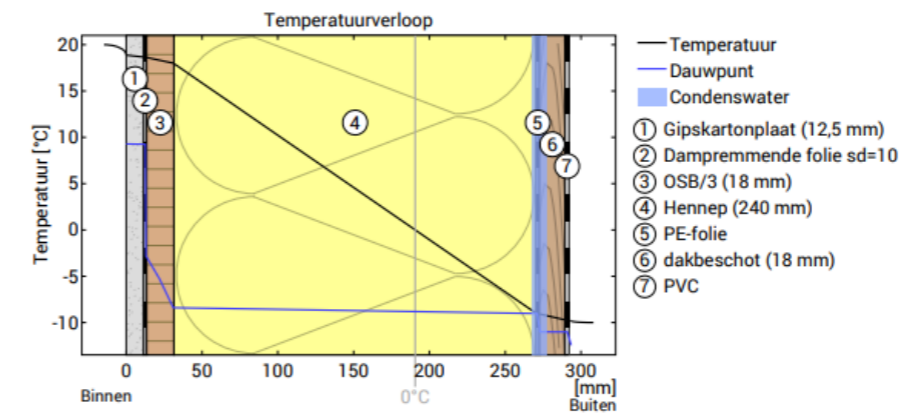 Temperatuurverloop
Temperatuur [°C]
20
15
10
5
0
-5
-10
1
2
3
4
5
6
7
0
50
100
150
200
250
300
[mm]
Binnen
0°C
Buiten
Temperatuur
Dauwpunt
Condenswater
1 Gipskartonplaat (12,5 mm)
2 Dampremmende folie sd=10
3 OSB/3 (18 mm)
4 Hennep (240 mm)
5 PE-folie
6 dakbeschot (18 mm)
7 PVC